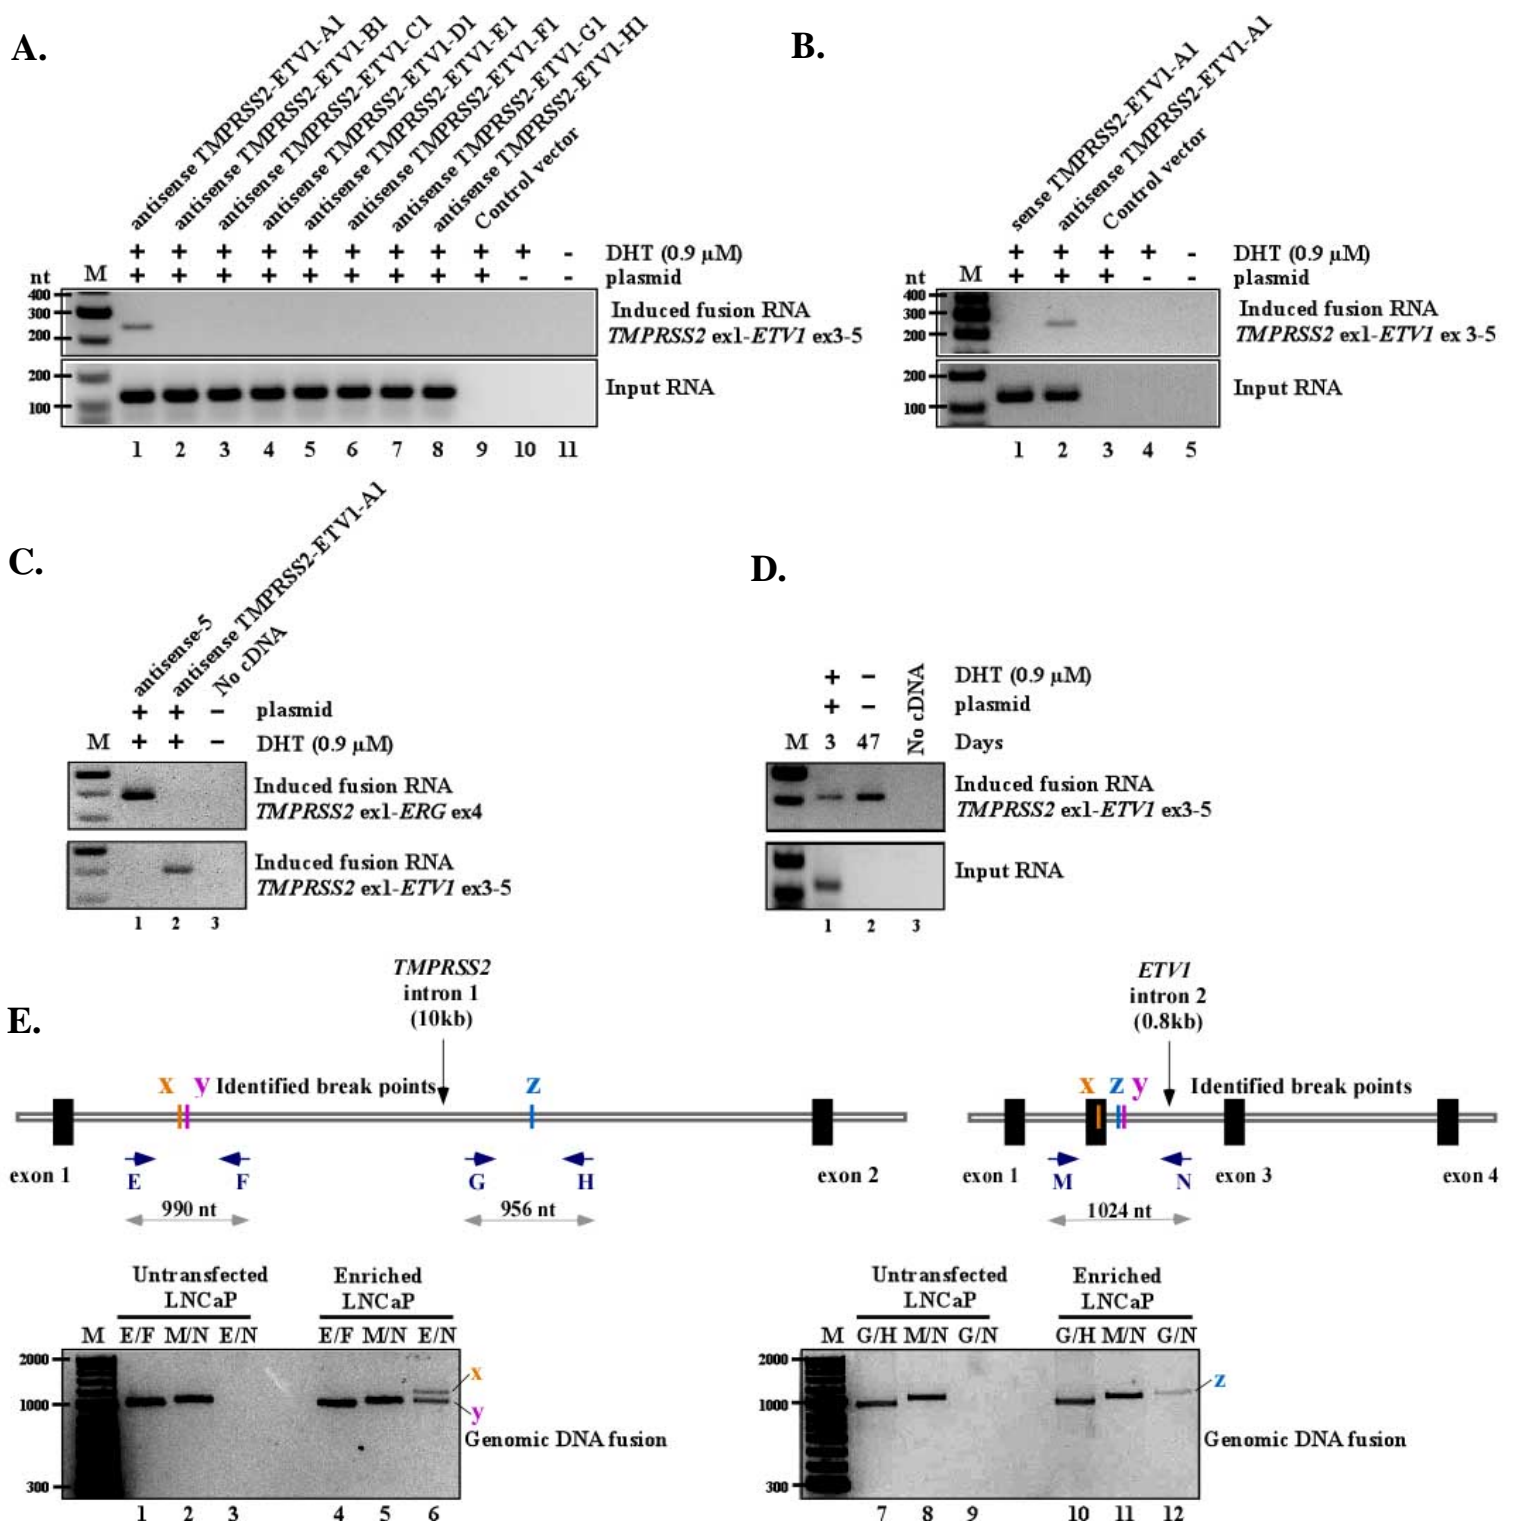 A.
antisense TMPRSS2-ETV1-A1
antisense TMPRSS2-ETV1-B1
antisense TMPRSS2-ETV1-C1
antisense TMPRSS2-ETV1-D1
antisense TMPRSS2-ETV1-E1
antisense TMPRSS2-ETV1-F1
antisense TMPRSS2-ETV1-G1
antisense TMPRSS2-ETV1-H1
Control vector
+ + + + + + + + + + - DHT (0.9 µM)
nt M + + + + + + + + + - - plasmid
400
300
200
Induced fusion RNA
TMPRSS2 ex1-ETV1 ex3-5
200
100
Input RNA
1 2 3 4 5 6 7 8 9 10 11
B.
sense TMPRSS2-ETV1-A1
antisense TMPRSS2-ETV1-A1
Control vector
+ + + + - DHT (0.9 µM)
nt M + + + - - plasmid
400
300
200
Induced fusion RNA
TMPRSS2 ex1-ETV1 ex 3-5
200
100
Input RNA
1 2 3 4 5
C.
antisense-5
antisense TMPRSS2-ETV1-A1
No cDNA
+ + – plasmid
M + + – DHT (0.9 µM)
Induced fusion RNA
TMPRSS2 ex1-ERG ex4
Induced fusion RNA
TMPRSS2 ex1-ETV1 ex3-5
1 2 3
D.
+ – DHT (0.9 µM)
+ – plasmid
No cDNA
M 3 47 Days
Induced fusion RNA
TMPRSS2 ex1-ETV1 ex3-5
Input RNA
1 2 3
E.
TMPRSS2
intron 1
(10kb)
x y Identified break points z
exon 1 exon 2
E F G H
990 nt 956 nt
ETV1
intron 2
(0.8kb)
x z y Identified break points
exon 1 M N exon 3 exon 4
1024 nt
Untransfected
LNCaP
Enriched
LNCaP
M E/F M/N E/N E/F M/N E/N
2000
1000
300
x
y
Genomic DNA fusion
1 2 3 4 5 6
Untransfected
LNCaP
Enriched
LNCaP
M G/H M/N G/N G/H M/N G/N
2000
1000
300
z
Genomic DNA fusion
7 8 9 10 11 12